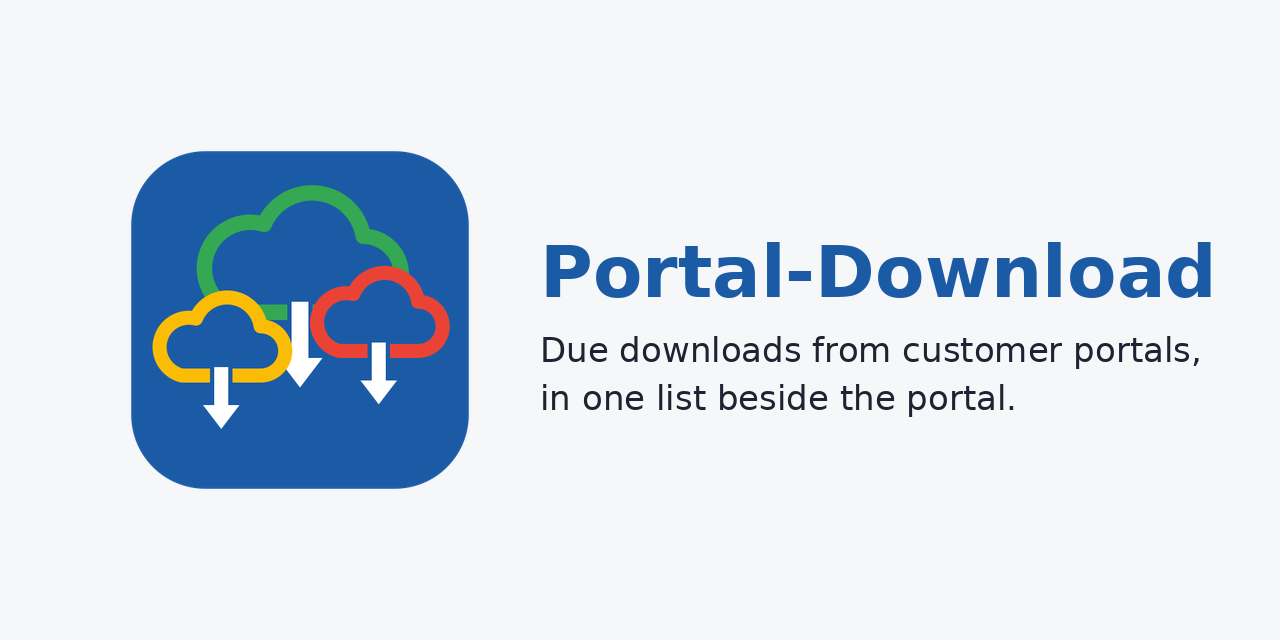 Portal-Download
Due downloads from customer portals,
in one list beside the portal.